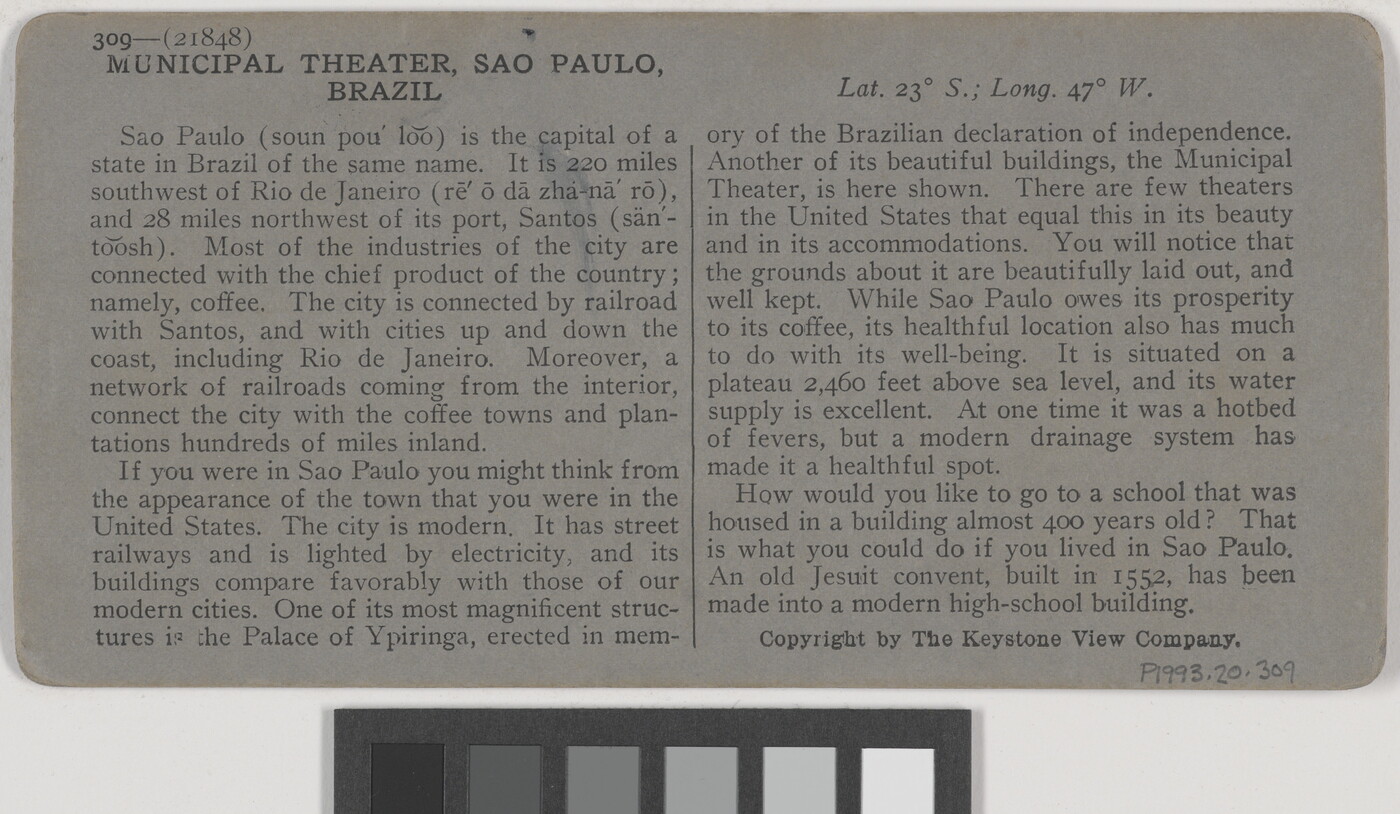 309—(21848)
MUNICIPAL THEATER, SAO PAULO,
BRAZIL
Sao Paulo (soun pou′ lo͝o) is the capital of a
state in Brazil of the same name. It is 220 miles
southwest of Rio de Janeiro (rē′ ō dā zhȧ-nā′ rō),
and 28 miles northwest of its port, Santos (sän′-
to͝osh). Most of the industries of the city are
connected with the chief product of the country;
namely, coffee. The city is connected by railroad
with Santos, and with cities up and down the
coast, including Rio de Janeiro. Moreover, a
network of railroads coming from the interior,
connect the city with the coffee towns and plan-
tations hundreds of miles inland.
If you were in Sao Paulo you might think from
the appearance of the town that you were in the
United States. The city is modern. It has street
railways and is lighted by electricity, and its
buildings compare favorably with those of our
modern cities. One of its most magnificent struc-
tures is the Palace of Ypiringa, erected in mem-
Lat. 23° S.; Long. 47° W.
ory of the Brazilian declaration of independence.
Another of its beautiful buildings, the Municipal
Theater, is here shown. There are few theaters
in the United States that equal this in its beauty
and in its accommodations. You will notice that
the grounds about it are beautifully laid out, and
well kept. While Sao Paulo owes its prosperity
to its coffee, its healthful location also has much
to do with its well-being. It is situated on a
plateau 2,460 feet above sea level, and its water
supply is excellent. At one time it was a hotbed
of fevers, but a modern drainage system has
made it a healthful spot.
How would you like to go to a school that was
housed in a building almost 400 years old? That
is what you could do if you lived in Sao Paulo.
An old Jesuit convent, built in 1552, has been
made into a modern high-school building.
Copyright by The Keystone View Company.
P1993.20.309